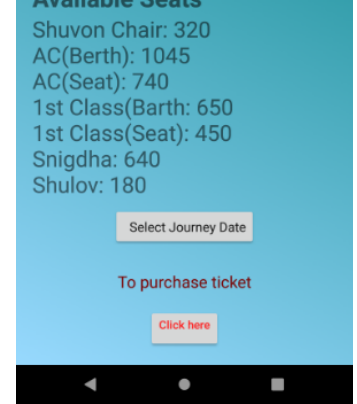 Available Seats
Shuvon Chair: 320
AC(Berth): 1045
AC(Seat): 740
1st Class(Barth: 650
1st Class(Seat): 450
Snigdha: 640
Shulov: 180
Select Journey Date
To purchase ticket
Click here